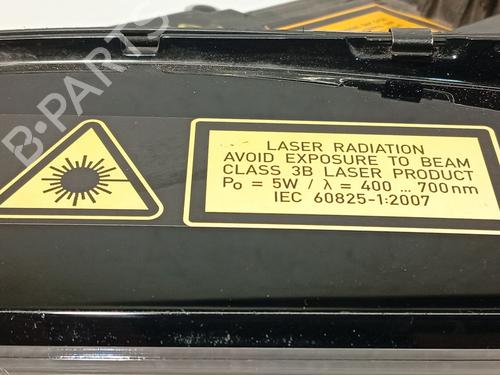 B-PARTS
LASER RADIATION
AVOID EXPOSURE TO BEAM
CLASS 3B LASER PRODUCT
Po = 5W / λ = 400 ... 700nm
IEC 60825-1:2007